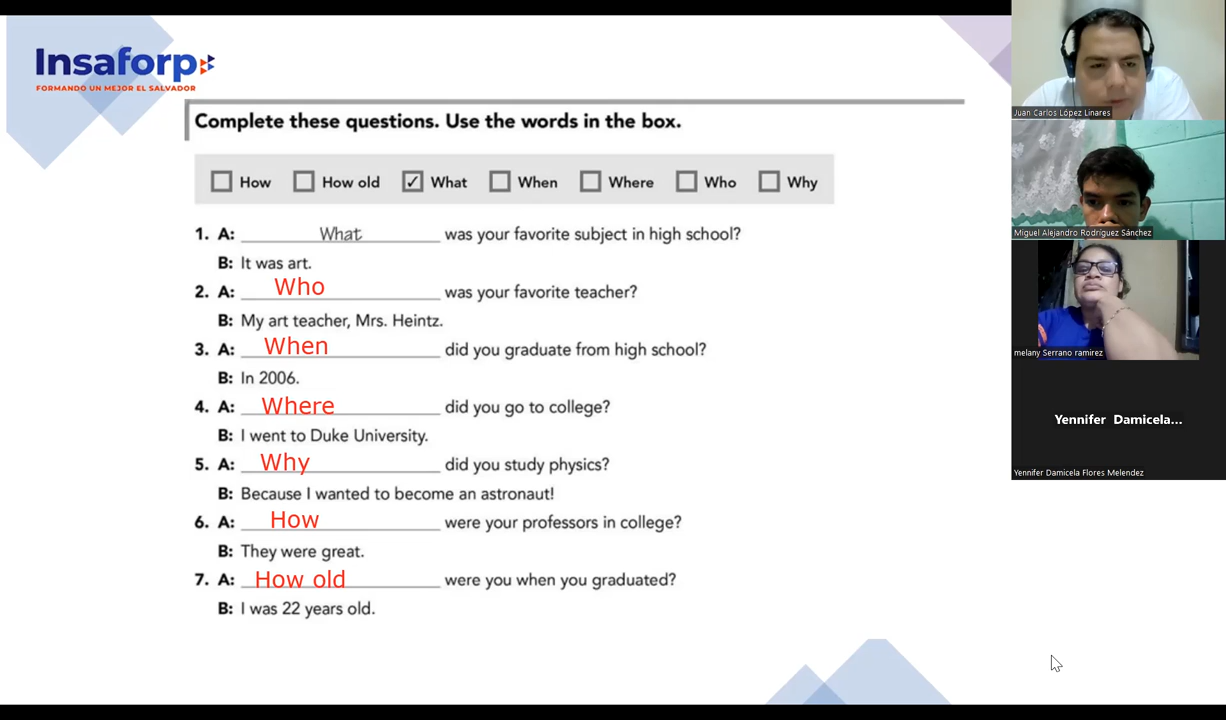 Insaforp
FORMANDO UN MEJOR EL SALVADOR
Complete these questions. Use the words in the box.
How How old ✓ What When Where Who Why
1. A: What was your favorite subject in high school?
B: It was art.
2. A: Who was your favorite teacher?
B: My art teacher, Mrs. Heintz.
3. A: When did you graduate from high school?
B: In 2006.
4. A: Where did you go to college?
B: I went to Duke University.
5. A: Why did you study physics?
B: Because I wanted to become an astronaut!
6. A: How were your professors in college?
B: They were great.
7. A: How old were you when you graduated?
B: I was 22 years old.
Juan Carlos López Linares
Miguel Alejandro Rodríguez Sánchez
melany Serrano ramirez
Yennifer Damicela...
Yennifer Damicela Flores Melendez